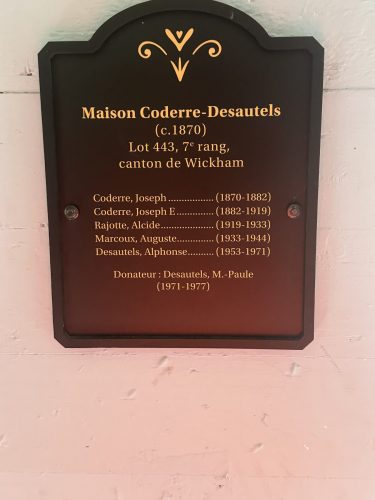 Maison Coderre-Desautels
(c.1870)
Lot 443, 7e rang,
canton de Wickham
Coderre, Joseph................. (1870-1882)
Coderre, Joseph E.............. (1882-1919)
Rajotte, Alcide.................... (1919-1933)
Marcoux, Auguste.............. (1933-1944)
Desautels, Alphonse.......... (1953-1971)
Donateur : Desautels, M.-Paule
(1971-1977)